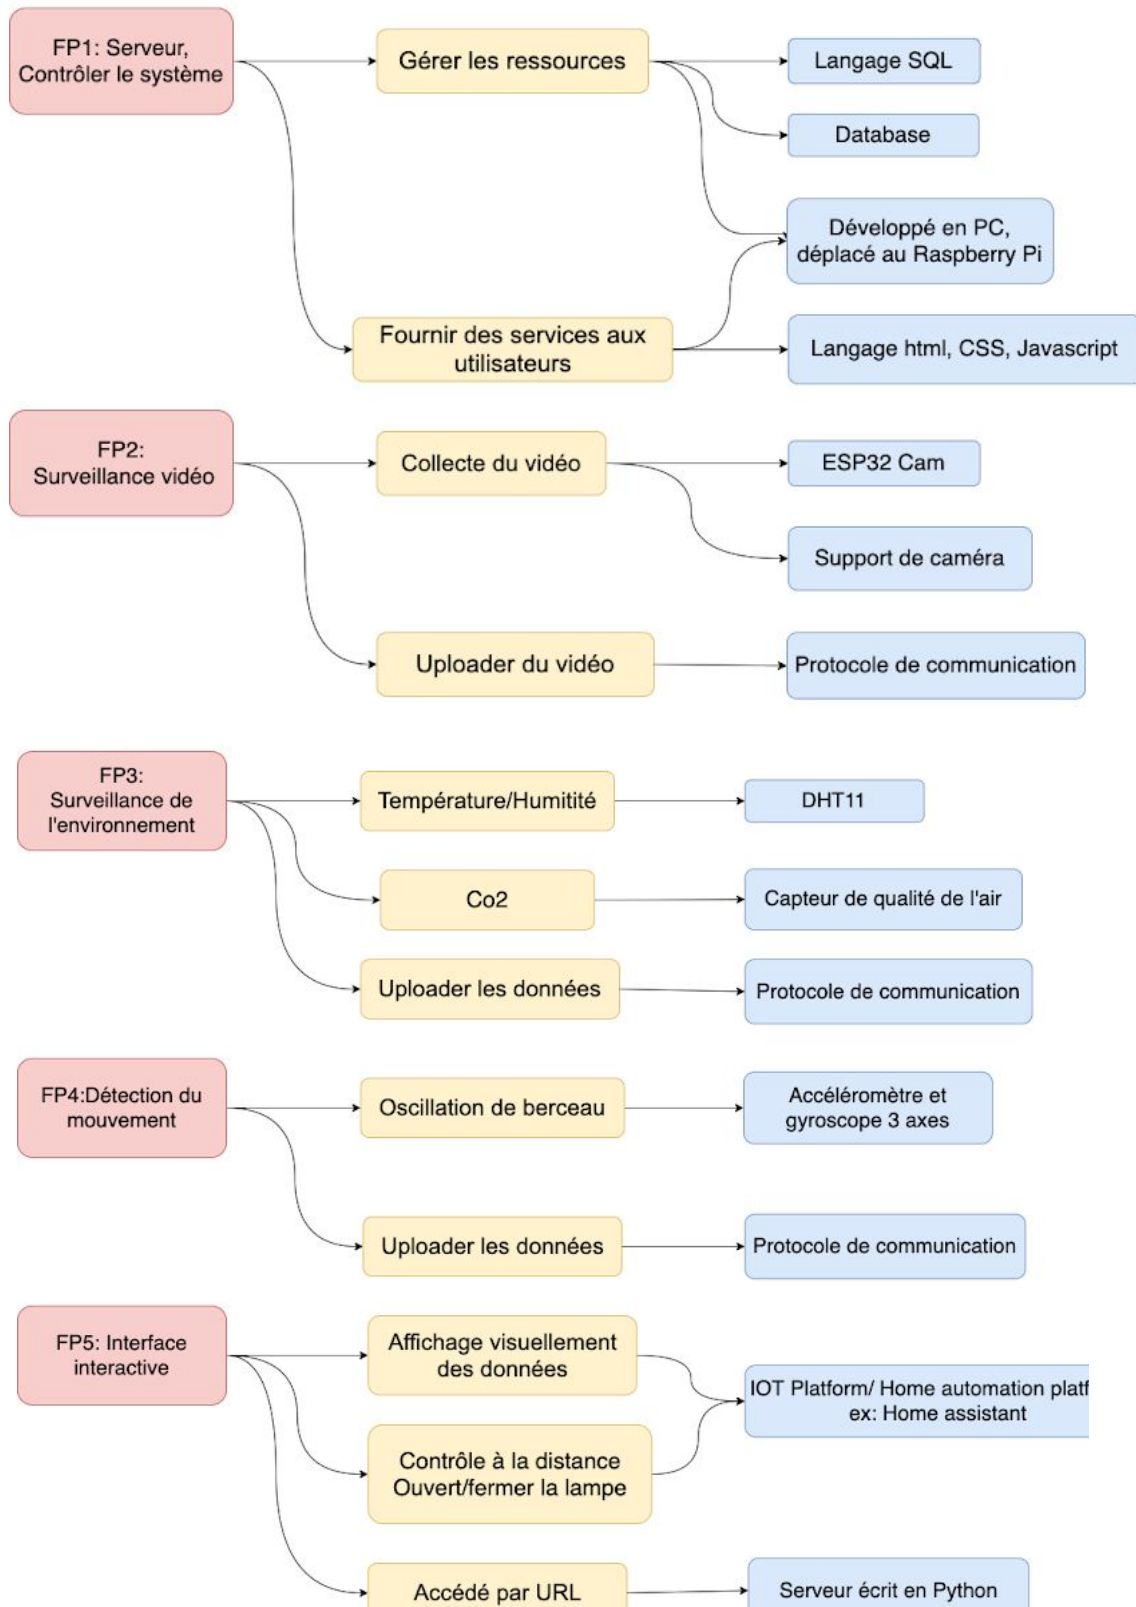 FP1: Serveur,
Contrôler le système
Gérer les ressources
Langage SQL
Database
Développé en PC,
déplacé au Raspberry Pi
Fournir des services aux
utilisateurs
Langage html, CSS, Javascript
FP2:
Surveillance vidéo
Collecte du vidéo
ESP32 Cam
Support de caméra
Uploader du vidéo
Protocole de communication
FP3:
Surveillance de
l'environnement
Température/Humitité
DHT11
Co2
Capteur de qualité de l'air
Uploader les données
Protocole de communication
FP4:Détection du
mouvement
Oscillation de berceau
Accéléromètre et
gyroscope 3 axes
Uploader les données
Protocole de communication
FP5: Interface
interactive
Affichage visuellement
des données
IOT Platform/ Home automation
ex: Home assistant
Contrôle à la distance
Ouvert/fermer la lampe
Accédé par URL
Serveur écrit en Python